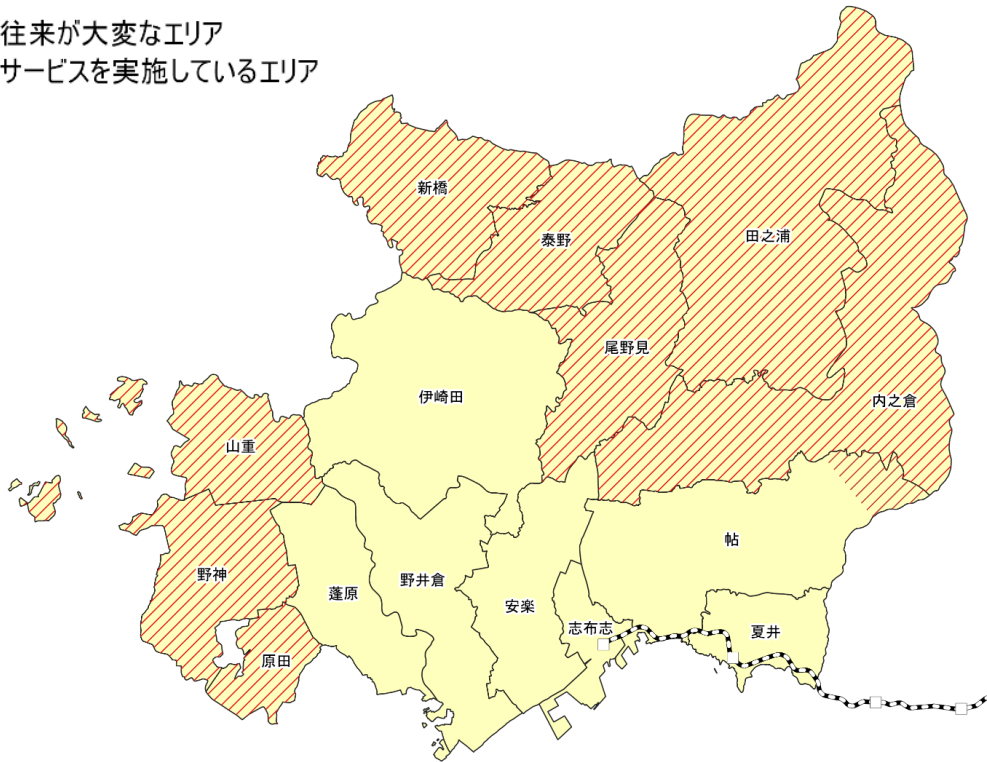 往来が大変なエリア
サービスを実施しているエリア
新橋
泰野
田之浦
尾野見
伊崎田
内之倉
山重
帖
野神
野井倉
蓬原
安楽
志布志
夏井
原田